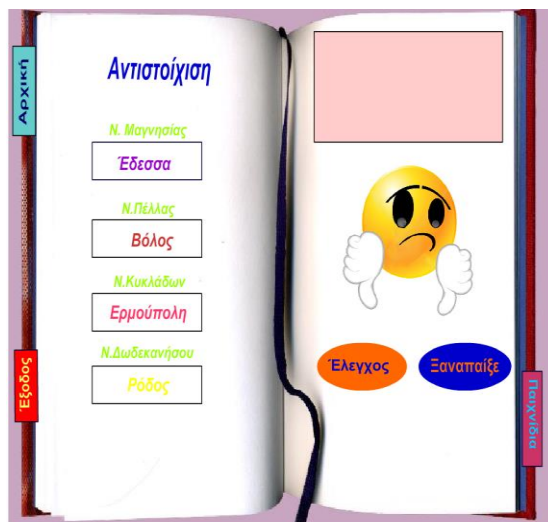 Αρχική
Αντιστοίχιση
Ν. Μαγνησίας
Έδεσσα
Ν.Πέλλας
Βόλος
Ν.Κυκλάδων
Ερμούπολη
Ν.Δωδεκανήσου
Ρόδος
Έξοδος
Έλεγχος
Ξαναπαίξε
Παιχνίδια